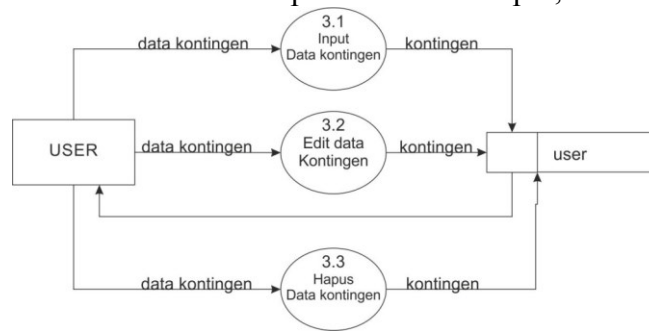 3.1
Input
Data kontingen
data kontingen
kontingen
USER
data kontingen
3.2
Edit data
Kontingen
kontingen
user
data kontingen
3.3
Hapus
Data kontingen
kontingen